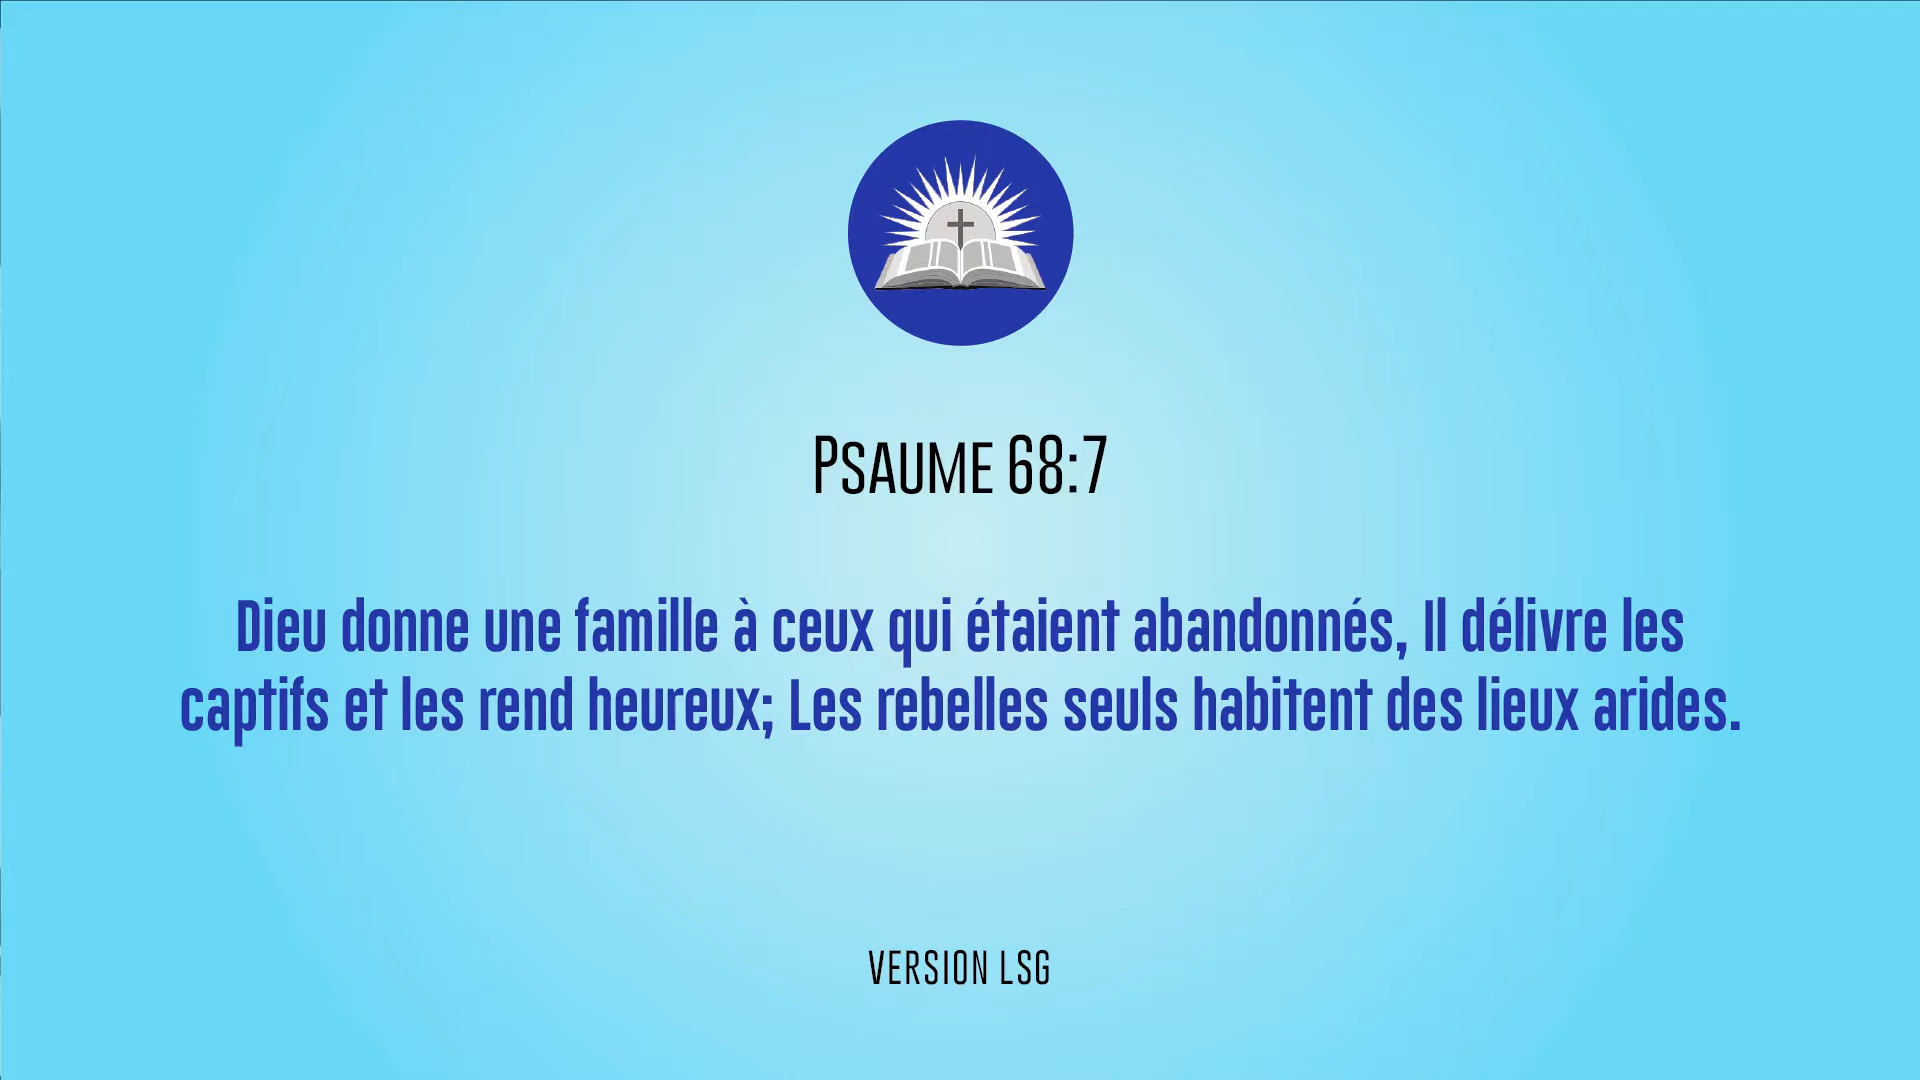 Psaume 68:7
Dieu donne une famille à ceux qui étaient abandonnés, Il délivre les
captifs et les rend heureux; Les rebelles seuls habitent des lieux arides.
VERSION LSG